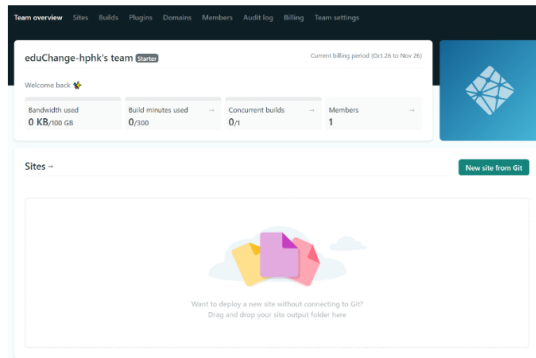 Team overview Sites Builds Plugins Domains Members Audit log Billing Team settings
eduChange-hphk's team Starter
Current billing period (Oct 26 to Nov 26)
Welcome back
Bandwidth used
0 KB/100 GB
Build minutes used →
0/300
Concurrent builds →
0/1
Members →
1
Sites →
New site from Git
Want to deploy a new site without connecting to Git?
Drag and drop your site output folder here